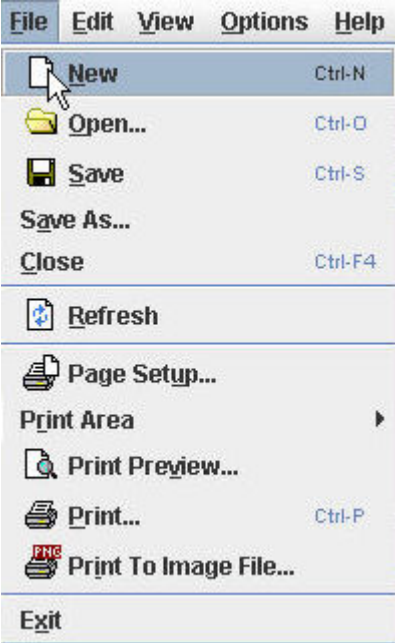 File Edit View Options Help
New Ctrl-N
Open... Ctrl-O
Save Ctrl-S
Save As...
Close Ctrl-F4
Refresh
Page Setup...
Print Area
Print Preview...
Print... Ctrl-P
PNG Print To Image File...
Exit